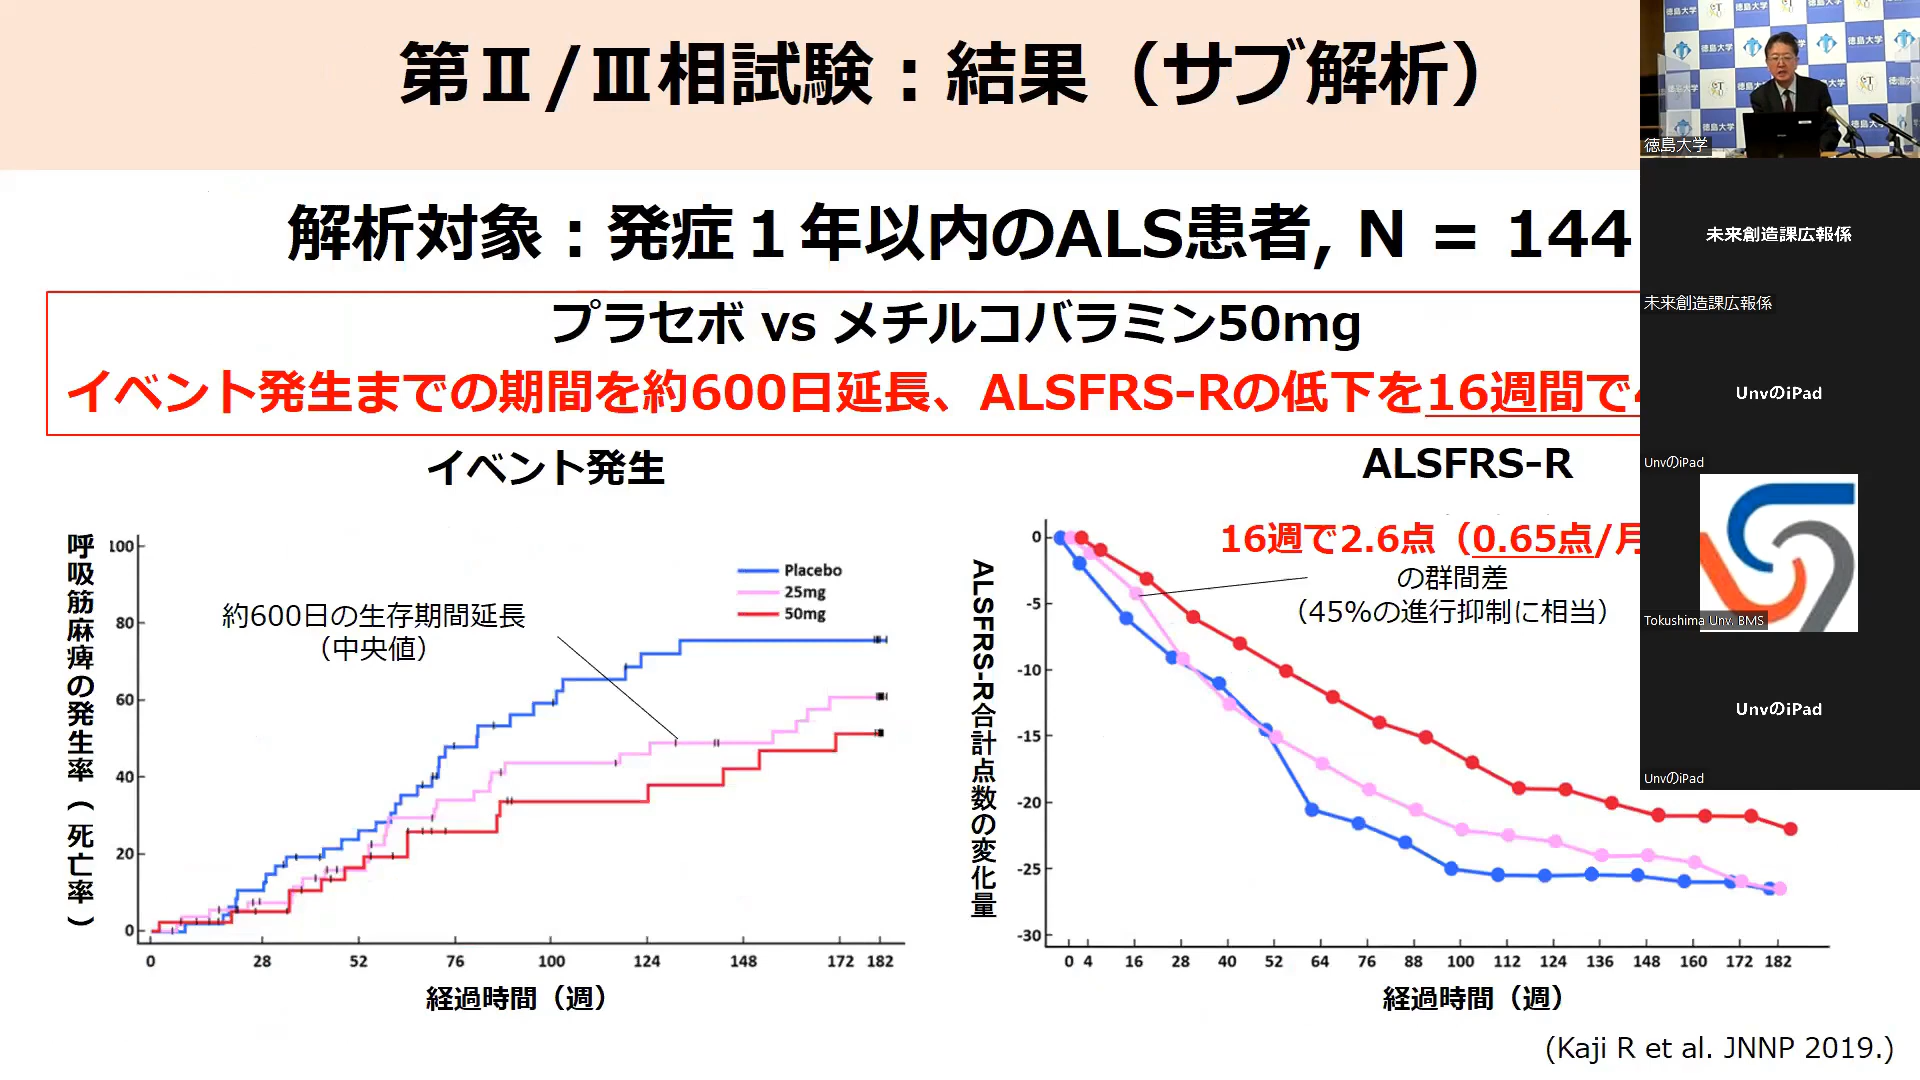 第Ⅱ/Ⅲ相試験：結果（サブ解析）
解析対象：発症１年以内のALS患者, N = 144
プラセボ vs メチルコバラミン50mg
イベント発生までの期間を約600日延長、ALSFRS-Rの低下を16週間で
イベント発生
呼吸筋麻痺の発生率（死亡率）
100
80
60
40
20
0
約600日の生存期間延長
（中央値）
Placebo
25mg
50mg
0 28 52 76 100 124 148 172 182
経過時間（週）
ALSFRS-R
ALSFRS-R合計点数の変化量
0
-5
-10
-15
-20
-25
-30
16週で2.6点（0.65点/月
の群間差
（45%の進行抑制に相当）
0 4 16 28 40 52 64 76 88 100 112 124 136 148 160 172 182
経過時間（週）
(Kaji R et al. JNNP 2019.)
徳島大学
未来創造課広報係
未来創造課広報係
UnvのiPad
UnvのiPad
Tokushima Unv. BMS
UnvのiPad
UnvのiPad